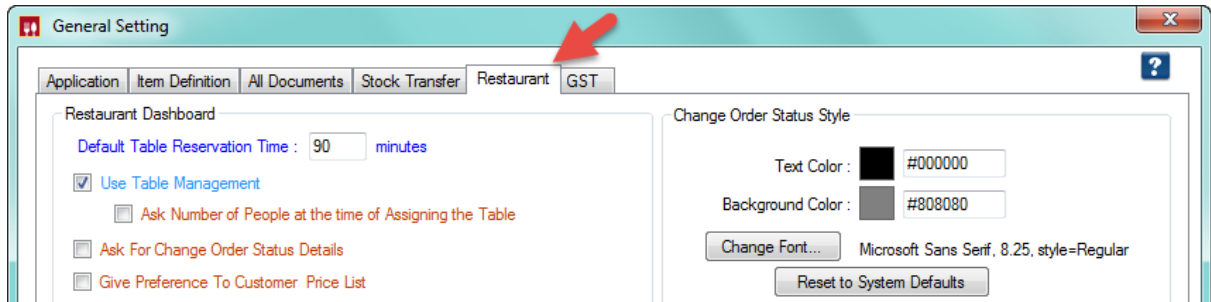 General Setting
x
Application Item Definition All Documents Stock Transfer Restaurant GST
?
Restaurant Dashboard
Default Table Reservation Time : 90 minutes
Use Table Management
Ask Number of People at the time of Assigning the Table
Ask For Change Order Status Details
Give Preference To Customer Price List
Change Order Status Style
Text Color : #000000
Background Color : #808080
Change Font... Microsoft Sans Serif, 8.25, style=Regular
Reset to System Defaults